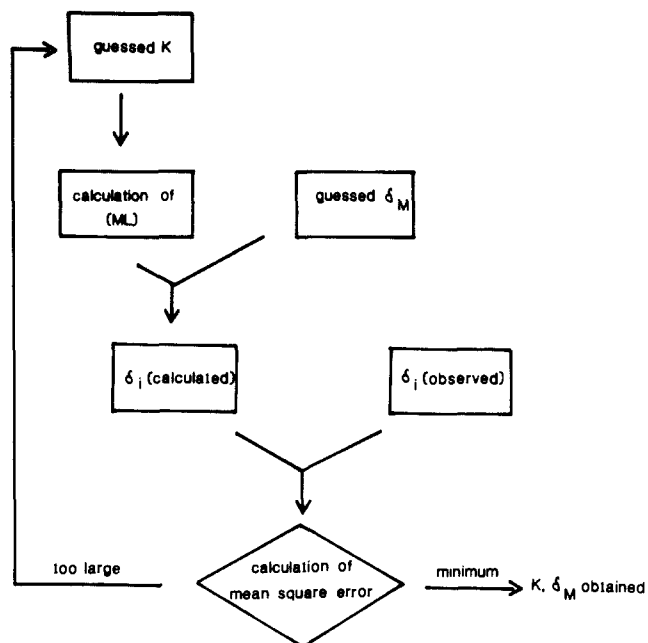 guessed K
calculation of
(ML)
guessed δM
δi (calculated)
δi (observed)
too large
calculation of
mean square error
minimum
K, δM obtained